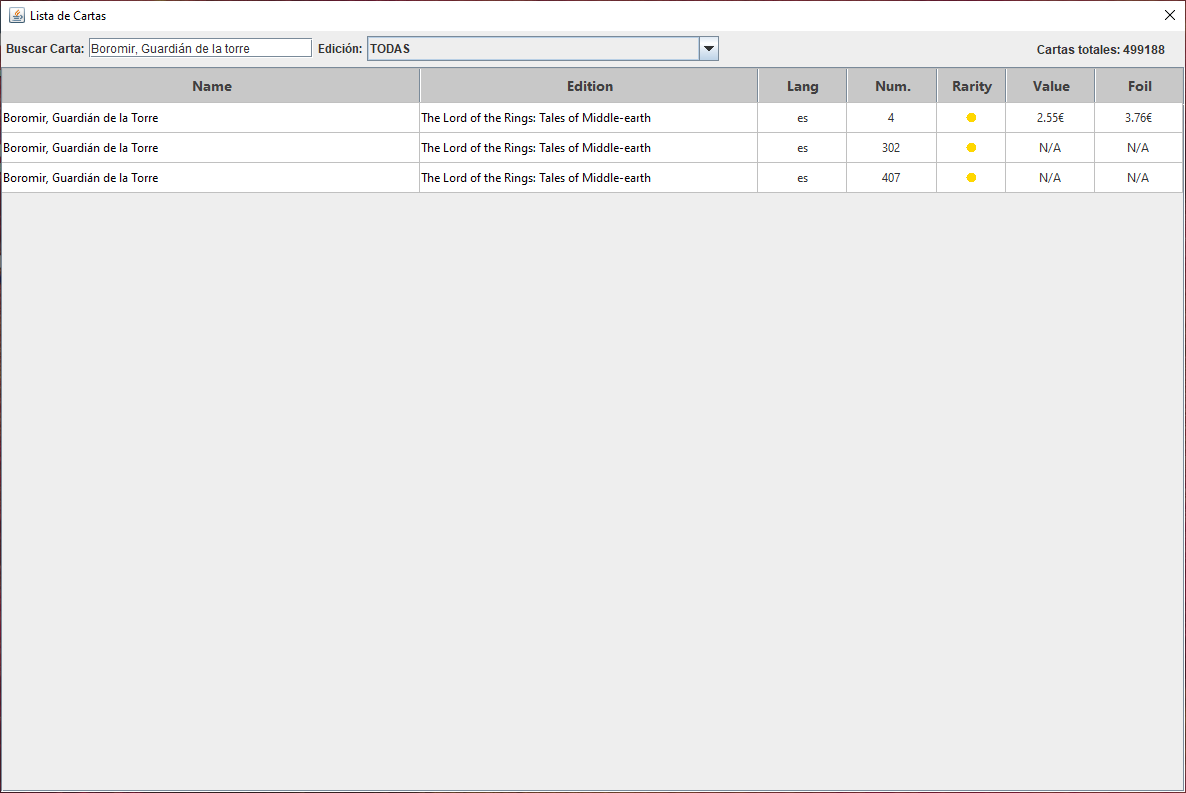 Lista de Cartas
Buscar Carta: Boromir, Guardián de la torre Edición: TODAS Cartas totales: 499188
Name Edition Lang Num. Rarity Value Foil
Boromir, Guardián de la Torre The Lord of the Rings: Tales of Middle-earth es 4 2.55€ 3.76€
Boromir, Guardián de la Torre The Lord of the Rings: Tales of Middle-earth es 302 N/A N/A
Boromir, Guardián de la Torre The Lord of the Rings: Tales of Middle-earth es 407 N/A N/A